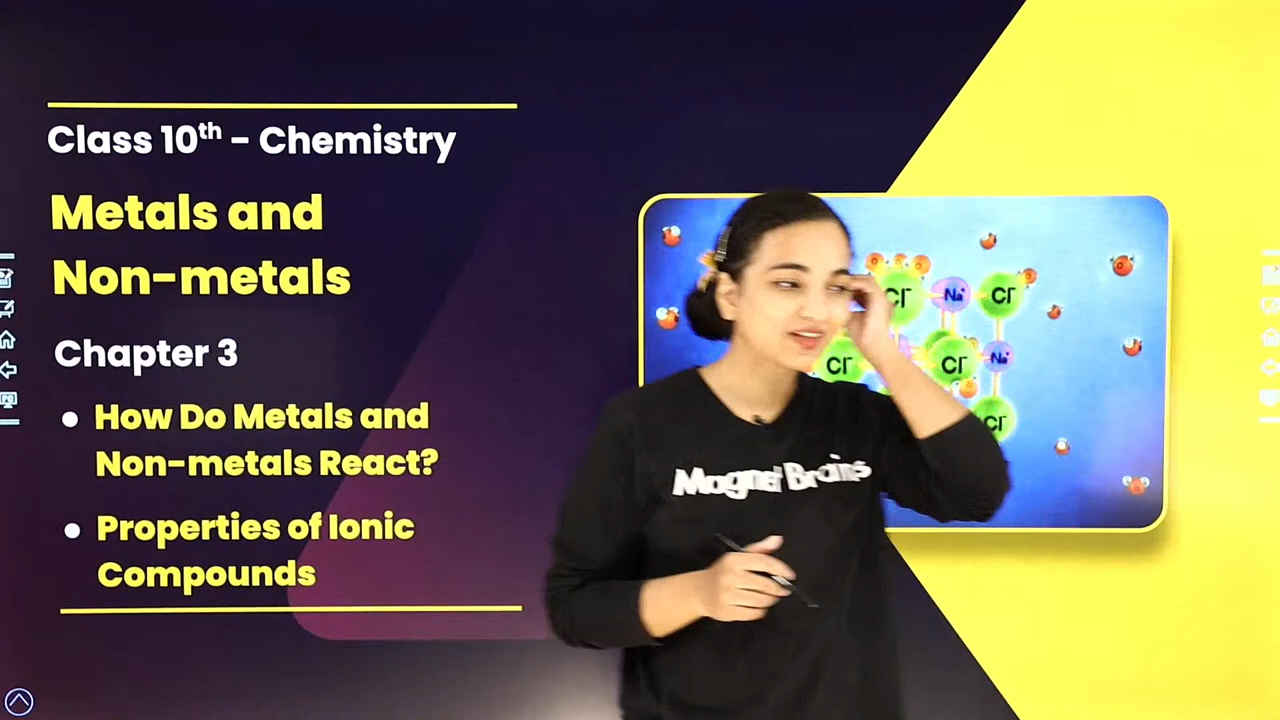 Class 10th - Chemistry
Metals and
Non-metals
Chapter 3
• How Do Metals and
Non-metals React?
• Properties of Ionic
Compounds
Magnet Brains
Cl⁻ Na⁺ Cl⁻
Cl⁻ Cl⁻ Na⁺
Cl⁻